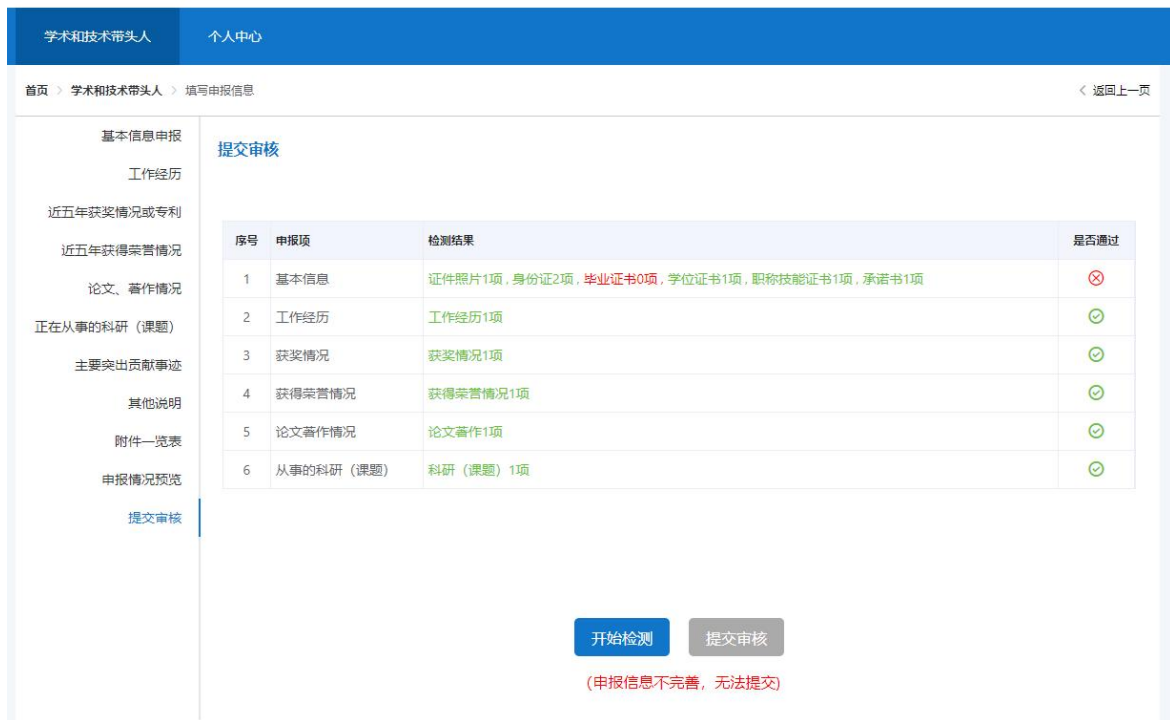 学术和技术带头人 个人中心
首页 > 学术和技术带头人 > 填写申报信息 < 返回上一页
基本信息申报
工作经历
近五年获奖情况或专利
近五年获得荣誉情况
论文、著作情况
正在从事的科研（课题）
主要突出贡献事迹
其他说明
附件一览表
申报情况预览
提交审核
提交审核
序号 申报项 检测结果 是否通过
1 基本信息 证件照片1项 , 身份证2项 , 毕业证书0项 , 学位证书1项 , 职称技能证书1项 , 承诺书1项
2 工作经历 工作经历1项
3 获奖情况 获奖情况1项
4 获得荣誉情况 获得荣誉情况1项
5 论文著作情况 论文著作1项
6 从事的科研（课题） 科研（课题）1项
开始检测 提交审核
(申报信息不完善，无法提交)